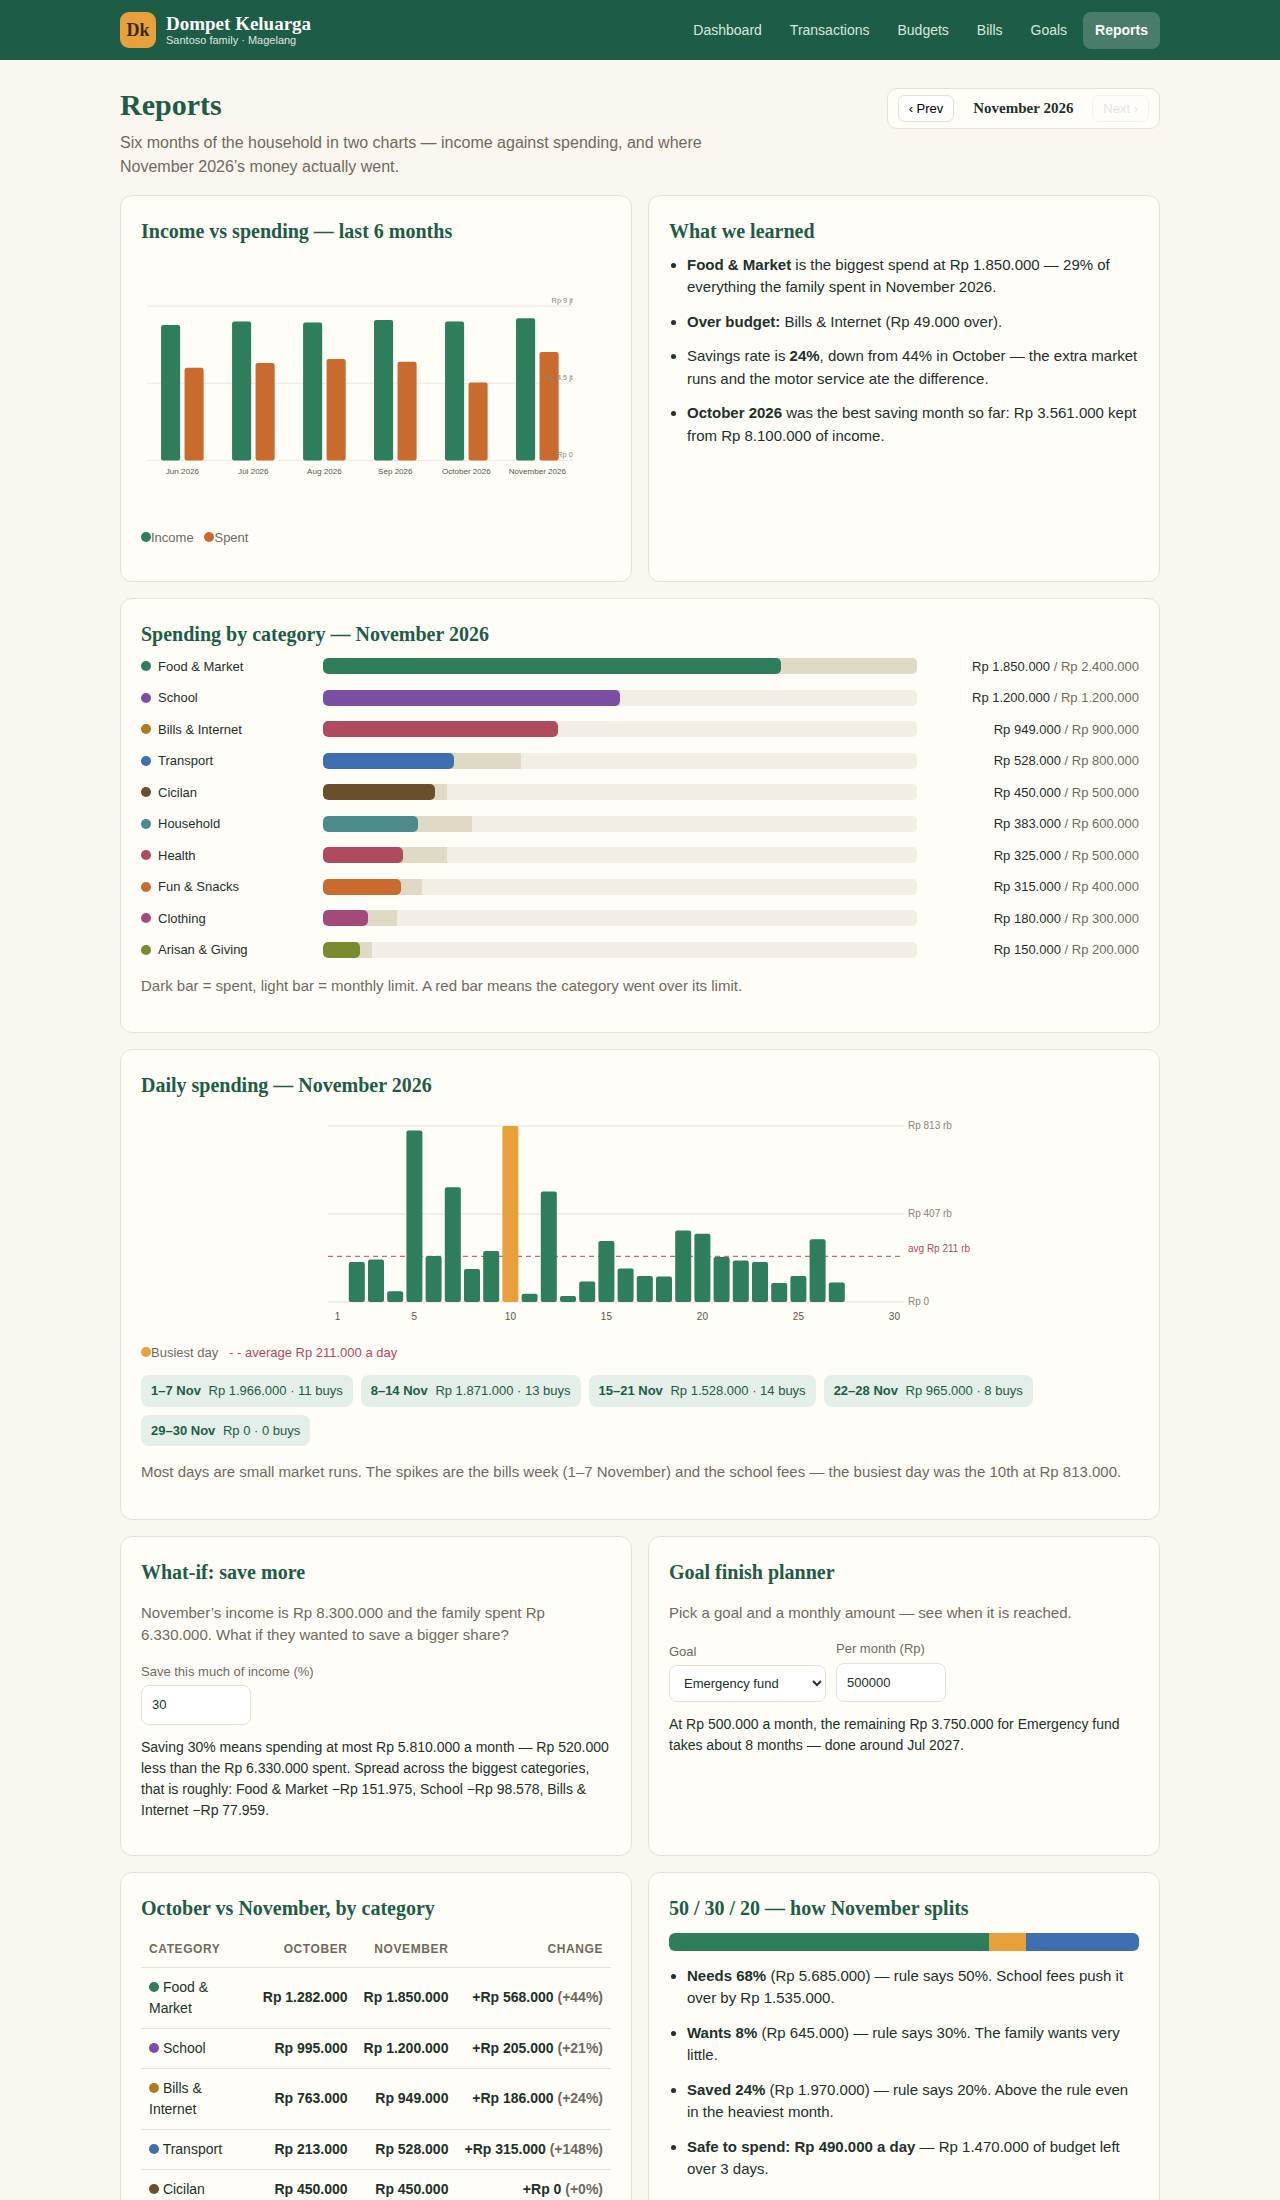 Dk
Dompet Keluarga
Santoso family · Magelang
Dashboard
Transactions
Budgets
Bills
Goals
Reports
Reports
‹ Prev
November 2026
Next ›
Six months of the household in two charts — income against spending, and where
November 2026’s money actually went.
Income vs spending — last 6 months
Rp 9 jt
4.5 jt
Rp 0
Jun 2026
Jul 2026
Aug 2026
Sep 2026
October 2026
November 2026
Income
Spent
What we learned
Food & Market is the biggest spend at Rp 1.850.000 — 29% of
everything the family spent in November 2026.
Over budget: Bills & Internet (Rp 49.000 over).
Savings rate is 24%, down from 44% in October — the extra market
runs and the motor service ate the difference.
October 2026 was the best saving month so far: Rp 3.561.000 kept
from Rp 8.100.000 of income.
Spending by category — November 2026
Food & Market
Rp 1.850.000 / Rp 2.400.000
School
Rp 1.200.000 / Rp 1.200.000
Bills & Internet
Rp 949.000 / Rp 900.000
Transport
Rp 528.000 / Rp 800.000
Cicilan
Rp 450.000 / Rp 500.000
Household
Rp 383.000 / Rp 600.000
Health
Rp 325.000 / Rp 500.000
Fun & Snacks
Rp 315.000 / Rp 400.000
Clothing
Rp 180.000 / Rp 300.000
Arisan & Giving
Rp 150.000 / Rp 200.000
Dark bar = spent, light bar = monthly limit. A red bar means the category went over its limit.
Daily spending — November 2026
Rp 813 rb
Rp 407 rb
avg Rp 211 rb
Rp 0
1
5
10
15
20
25
30
Busiest day
- - average Rp 211.000 a day
1–7 Nov Rp 1.966.000 · 11 buys
8–14 Nov Rp 1.871.000 · 13 buys
15–21 Nov Rp 1.528.000 · 14 buys
22–28 Nov Rp 965.000 · 8 buys
29–30 Nov Rp 0 · 0 buys
Most days are small market runs. The spikes are the bills week (1–7 November) and the school fees — the busiest day was the 10th at Rp 813.000.
What-if: save more
November’s income is Rp 8.300.000 and the family spent Rp
6.330.000. What if they wanted to save a bigger share?
Save this much of income (%)
30
Saving 30% means spending at most Rp 5.810.000 a month — Rp 520.000
less than the Rp 6.330.000 spent. Spread across the biggest categories,
that is roughly: Food & Market −Rp 151.975, School −Rp 98.578, Bills &
Internet −Rp 77.959.
Goal finish planner
Pick a goal and a monthly amount — see when it is reached.
Goal
Emergency fund
Per month (Rp)
500000
At Rp 500.000 a month, the remaining Rp 3.750.000 for Emergency fund
takes about 8 months — done around Jul 2027.
October vs November, by category
CATEGORY OCTOBER NOVEMBER CHANGE
Food &
Market
Rp 1.282.000 Rp 1.850.000 +Rp 568.000 (+44%)
School Rp 995.000 Rp 1.200.000 +Rp 205.000 (+21%)
Bills &
Internet
Rp 763.000 Rp 949.000 +Rp 186.000 (+24%)
Transport Rp 213.000 Rp 528.000 +Rp 315.000 (+148%)
Cicilan Rp 450.000 Rp 450.000 +Rp 0 (+0%)
50 / 30 / 20 — how November splits
Needs 68% (Rp 5.685.000) — rule says 50%. School fees push it
over by Rp 1.535.000.
Wants 8% (Rp 645.000) — rule says 30%. The family wants very
little.
Saved 24% (Rp 1.970.000) — rule says 20%. Above the rule even
in the heaviest month.
Safe to spend: Rp 490.000 a day — Rp 1.470.000 of budget left
over 3 days.